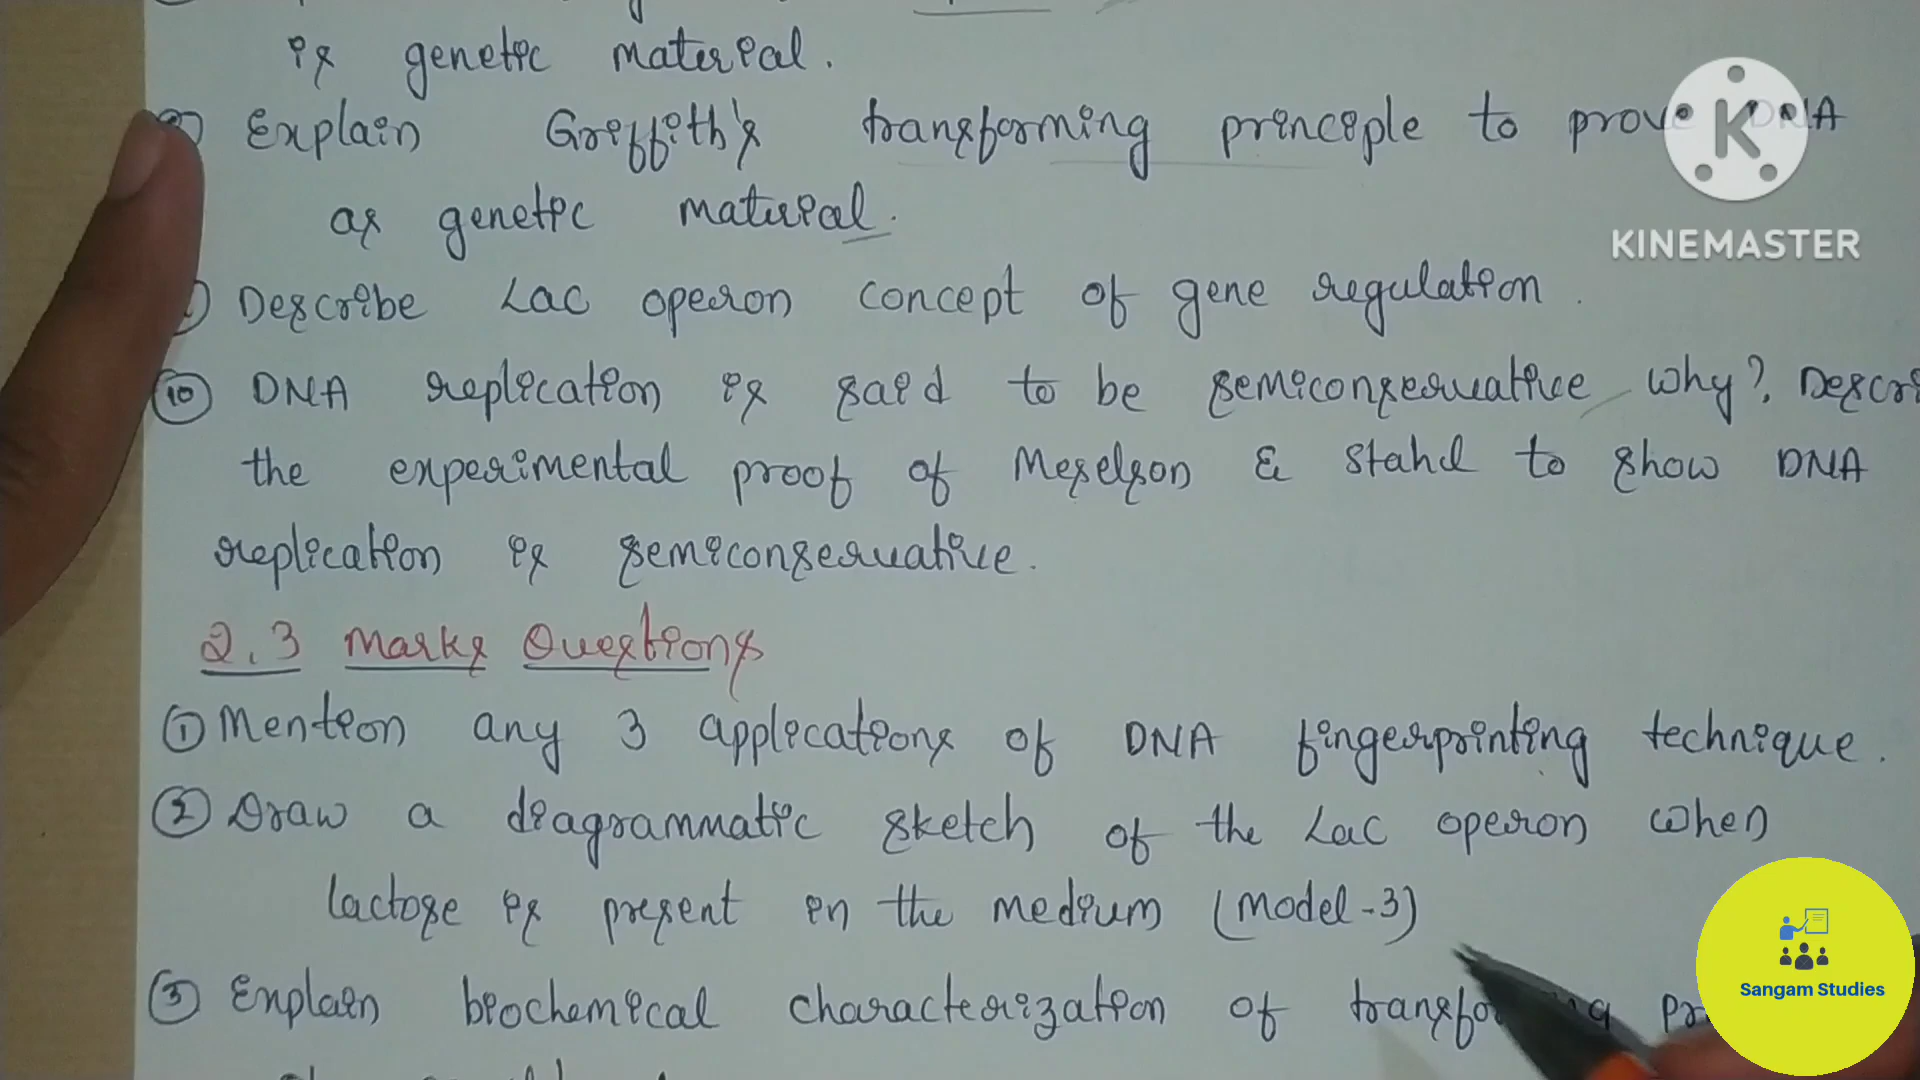 is genetic material.
Explain Griffith's transforming principle to prove DNA
as genetic material.
Describe Lac operon concept of gene regulation.
⑩ DNA replication is said to be semiconservative why? Descri
the experimental proof of Meselson & Stahl to show DNA
replication is semiconservative.
2.3 Marks Questions
① Mention any 3 applications of DNA fingerprinting technique.
② Draw a diagrammatic sketch of the Lac operon when
lactose is present in the medium (Model-3)
③ Explain biochemical characterization of
KINEMASTER
Sangam Studies